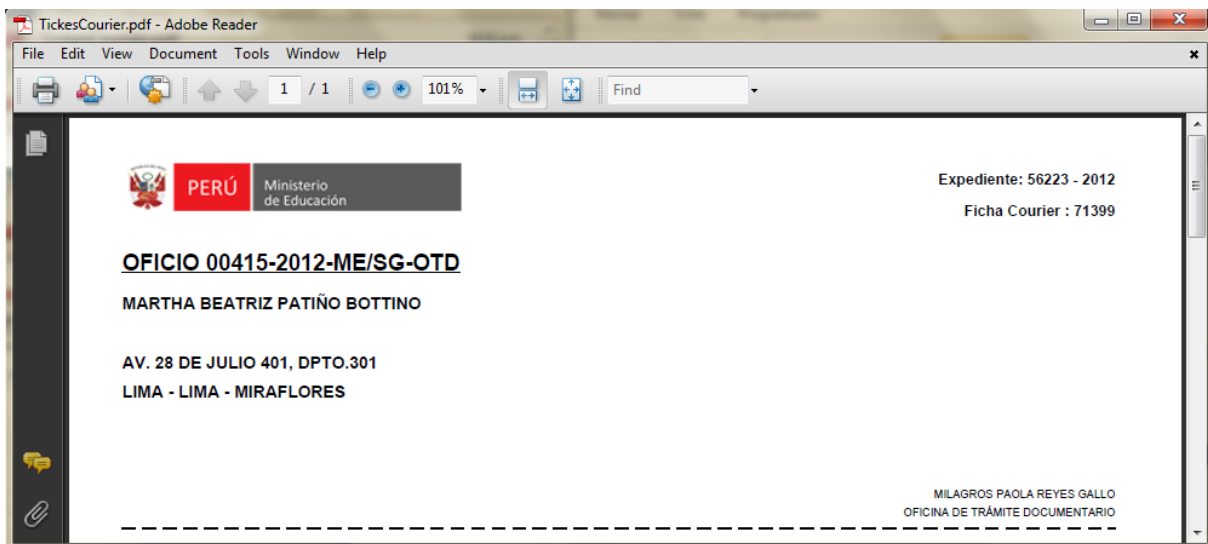 TickesCourier.pdf - Adobe Reader
File Edit View Document Tools Window Help
1 / 1 101% Find
PERÚ Ministerio
de Educación
Expediente: 56223 - 2012
Ficha Courier : 71399
OFICIO 00415-2012-ME/SG-OTD
MARTHA BEATRIZ PATIÑO BOTTINO
AV. 28 DE JULIO 401, DPTO.301
LIMA - LIMA - MIRAFLORES
MILAGROS PAOLA REYES GALLO
OFICINA DE TRÁMITE DOCUMENTARIO